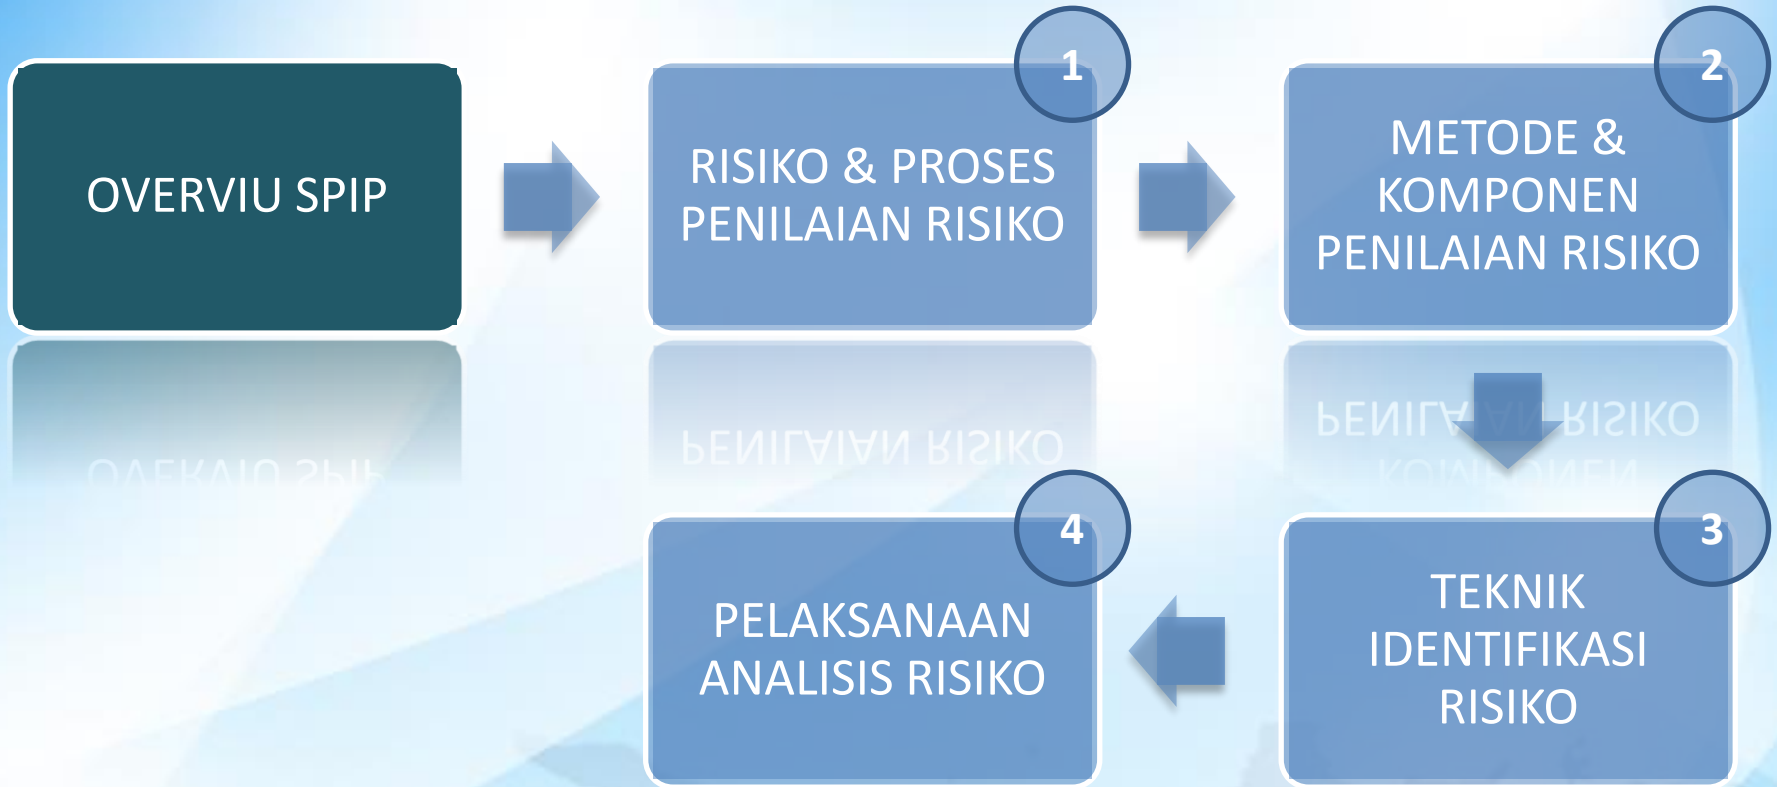 OVERVIU SPIP
1
RISIKO & PROSES
PENILAIAN RISIKO
2
METODE &
KOMPONEN
PENILAIAN RISIKO
3
TEKNIK
IDENTIFIKASI
RISIKO
4
PELAKSANAAN
ANALISIS RISIKO